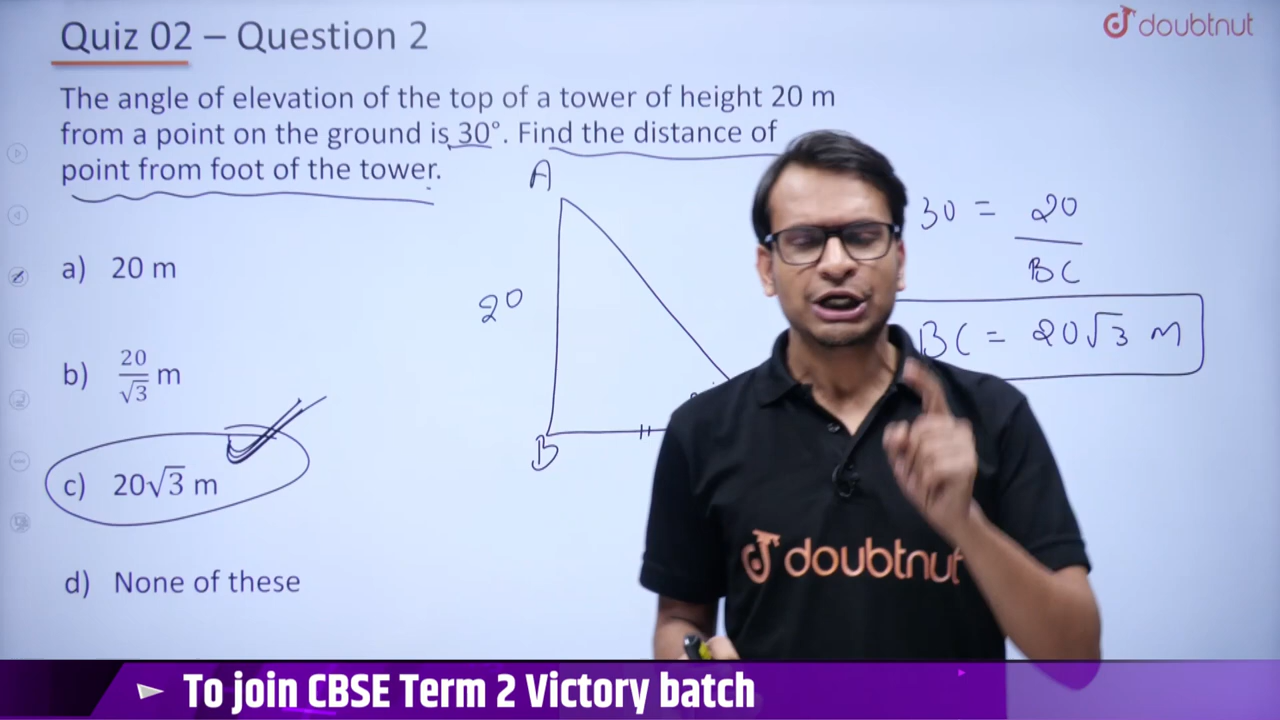 Quiz 02 – Question 2
doubtnut
The angle of elevation of the top of a tower of height 20 m
from a point on the ground is 30°. Find the distance of
point from foot of the tower.
a) 20 m
b) 20/√3 m
c) 20√3 m
d) None of these
A
20
B
30 = 20/BC
BC = 20√3 m
doubtnut
To join CBSE Term 2 Victory batch